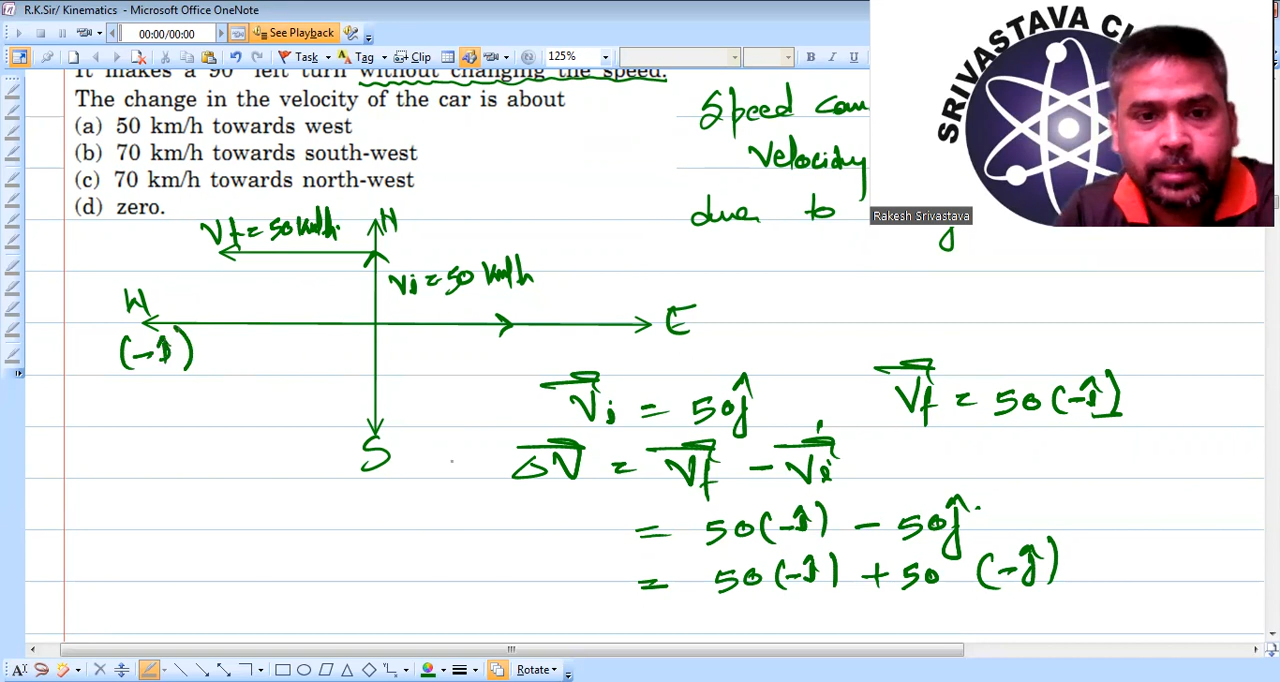 R.K.Sir/ Kinematics - Microsoft Office OneNote
00:00/00:00
See Playback
Task
Tag
Clip
125%
B I U
It makes a 90° left turn without changing the speed.
The change in the velocity of the car is about
(a) 50 km/h towards west
(b) 70 km/h towards south-west
(c) 70 km/h towards north-west
(d) zero.
Speed
Velocity
due to
SRIVASTAVA
Rakesh Srivastava
Vf = 50 km/h
N
Vi = 50 km/h
W
E
(-î)
S
Vi = 50ĵ
Vf = 50(-î)
ΔV = Vf - Vi
= 50(-î) - 50ĵ
= 50(-î) + 50 (-ĵ)
Rotate